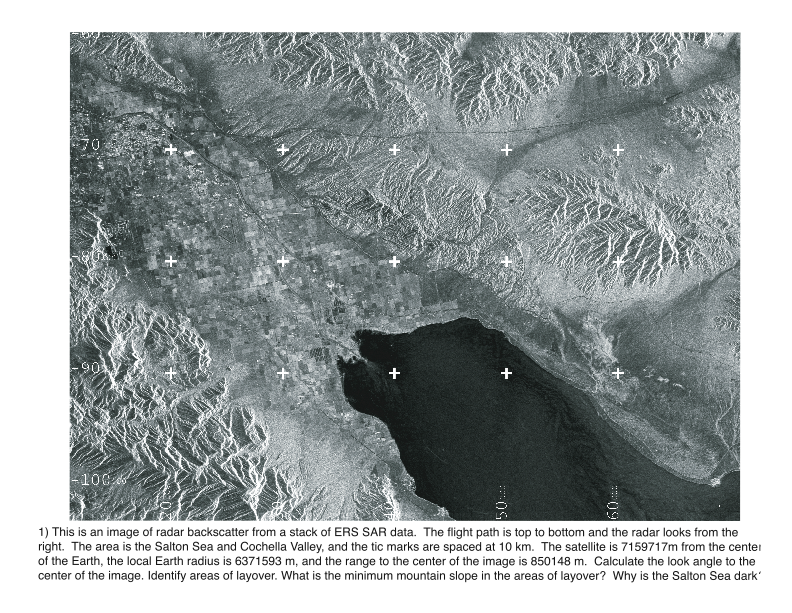 70
-90
-100
50
60
1) This is an image of radar backscatter from a stack of ERS SAR data. The flight path is top to bottom and the radar looks from the
right. The area is the Salton Sea and Cochella Valley, and the tic marks are spaced at 10 km. The satellite is 7159717m from the center
of the Earth, the local Earth radius is 6371593 m, and the range to the center of the image is 850148 m. Calculate the look angle to the
center of the image. Identify areas of layover. What is the minimum mountain slope in the areas of layover? Why is the Salton Sea dark